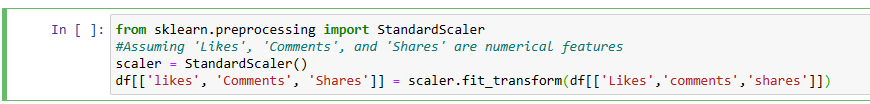 In [ ]: from sklearn.preprocessing import StandardScaler
#Assuming 'Likes', 'Comments', and 'Shares' are numerical features
scaler = StandardScaler()
df[['likes', 'Comments', 'Shares']] = scaler.fit_transform(df[['Likes','comments','shares']])